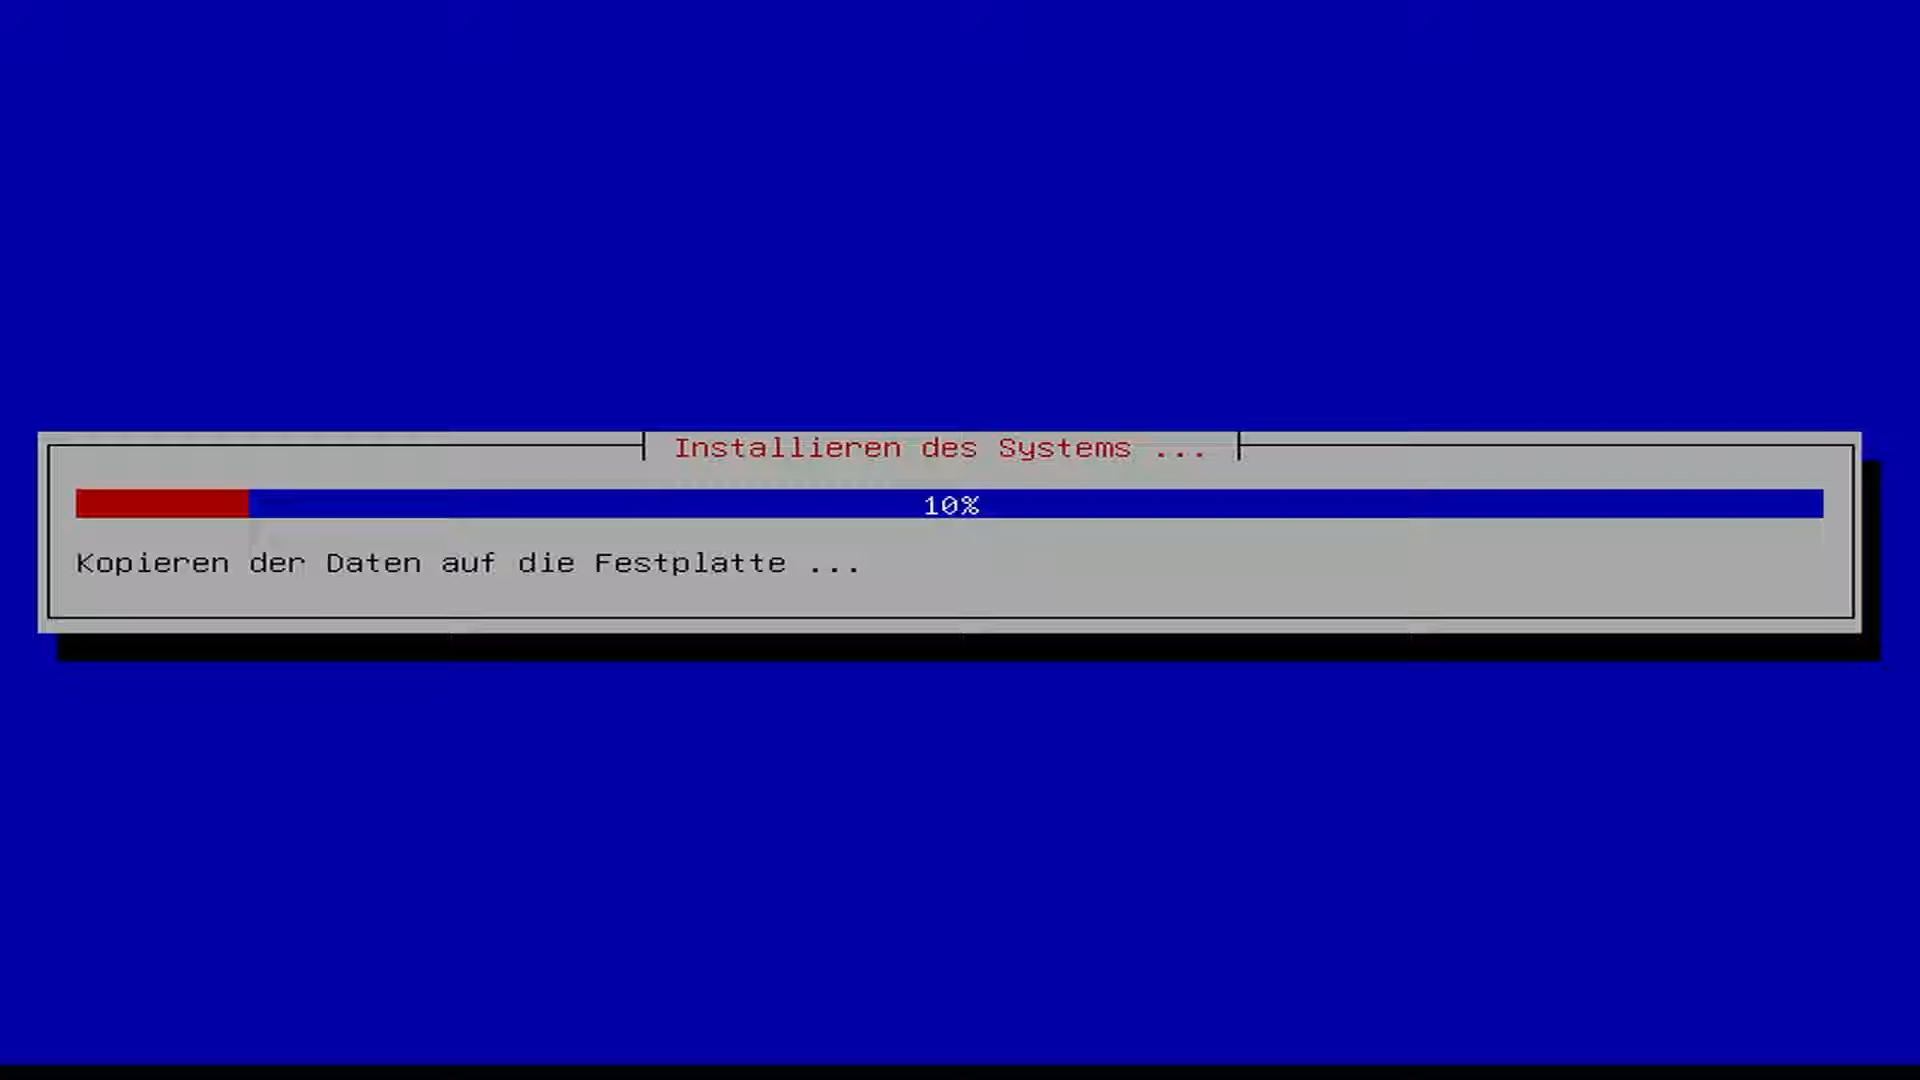 Installieren des Systems ...
10%
Kopieren der Daten auf die Festplatte ...